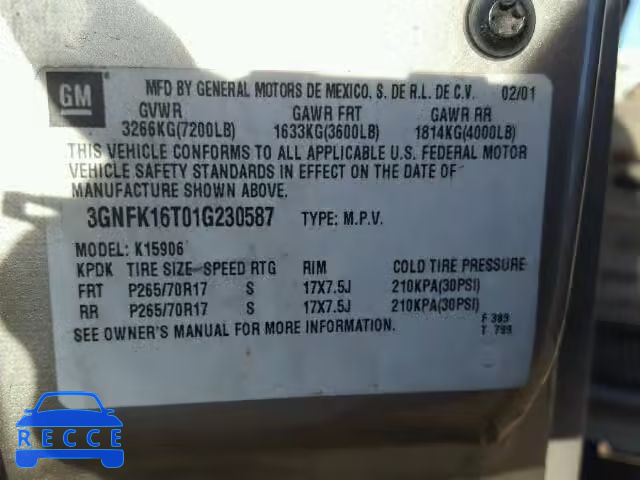 GM
MFD BY GENERAL MOTORS DE MEXICO, S. DE R.L. DE C.V. 02/01
GVWR GAWR FRT GAWR RR
3266KG(7200LB) 1633KG(3600LB) 1814KG(4000LB)
THIS VEHICLE CONFORMS TO ALL APPLICABLE U.S. FEDERAL MOTOR
VEHICLE SAFETY STANDARDS IN EFFECT ON THE DATE OF
MANUFACTURE SHOWN ABOVE.
3GNFK16T01G230587 TYPE: M.P.V.
MODEL: K15906
KPDK TIRE SIZE SPEED RTG RIM COLD TIRE PRESSURE
FRT P265/70R17 S 17X7.5J 210KPA(30PSI)
RR P265/70R17 S 17X7.5J 210KPA(30PSI)
SEE OWNER'S MANUAL FOR MORE INFORMATION.
F 389
T 799